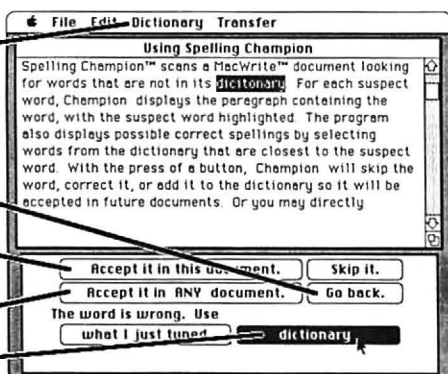 File Edit Dictionary Transfer
Using Spelling Champion
Spelling Champion™ scans a MacWrite™ document looking
for words that are not in its dicitonary. For each suspect
word, Champion displays the paragraph containing the
word, with the suspect word highlighted. The program
also displays possible correct spellings by selecting
words from the dictionary that are closest to the suspect
word. With the press of a button, Champion will skip the
word, correct it, or add it to the dictionary so it will be
accepted in future documents. Or you may directly
Accept it in this document. Skip it.
Accept it in ANY document. Go back.
The word is wrong. Use
what I just typed dictionary